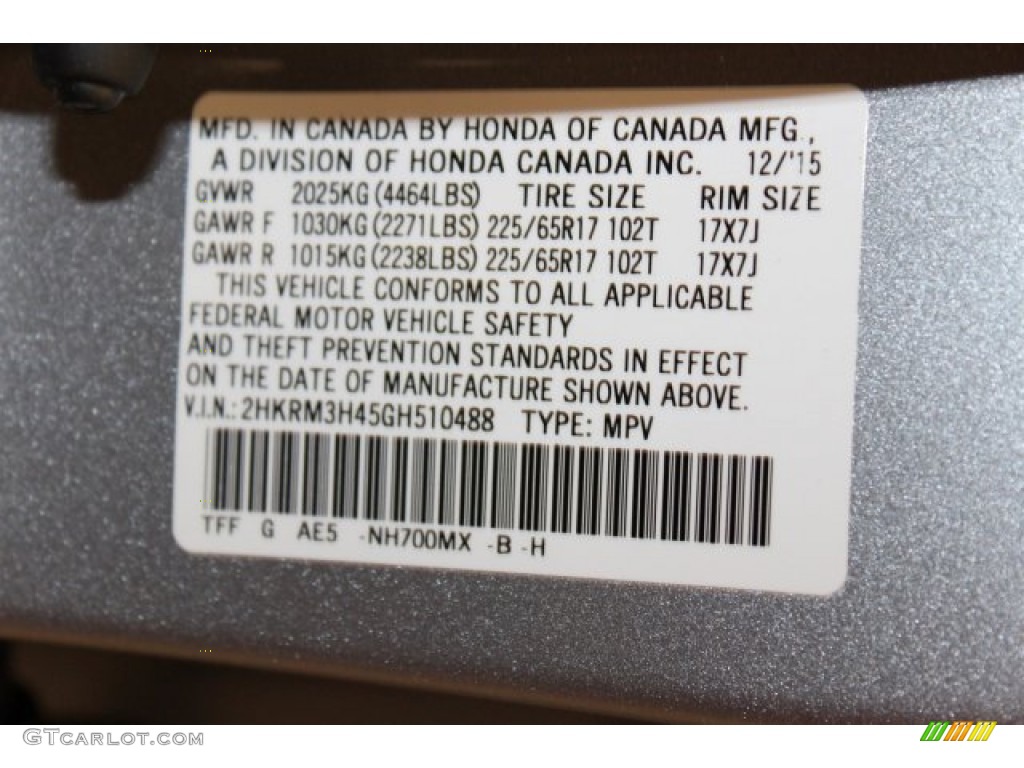 MFD. IN CANADA BY HONDA OF CANADA MFG.,
A DIVISION OF HONDA CANADA INC. 12/'15
GVWR 2025KG (4464LBS) TIRE SIZE RIM SIZE
GAWR F 1030KG (2271LBS) 225/65R17 102T 17X7J
GAWR R 1015KG (2238LBS) 225/65R17 102T 17X7J
THIS VEHICLE CONFORMS TO ALL APPLICABLE
FEDERAL MOTOR VEHICLE SAFETY
AND THEFT PREVENTION STANDARDS IN EFFECT
ON THE DATE OF MANUFACTURE SHOWN ABOVE.
V.I.N.: 2HKRM3H45GH510488 TYPE: MPV
TFF G AE5 -NH700MX -B -H
GTCARLOT.COM